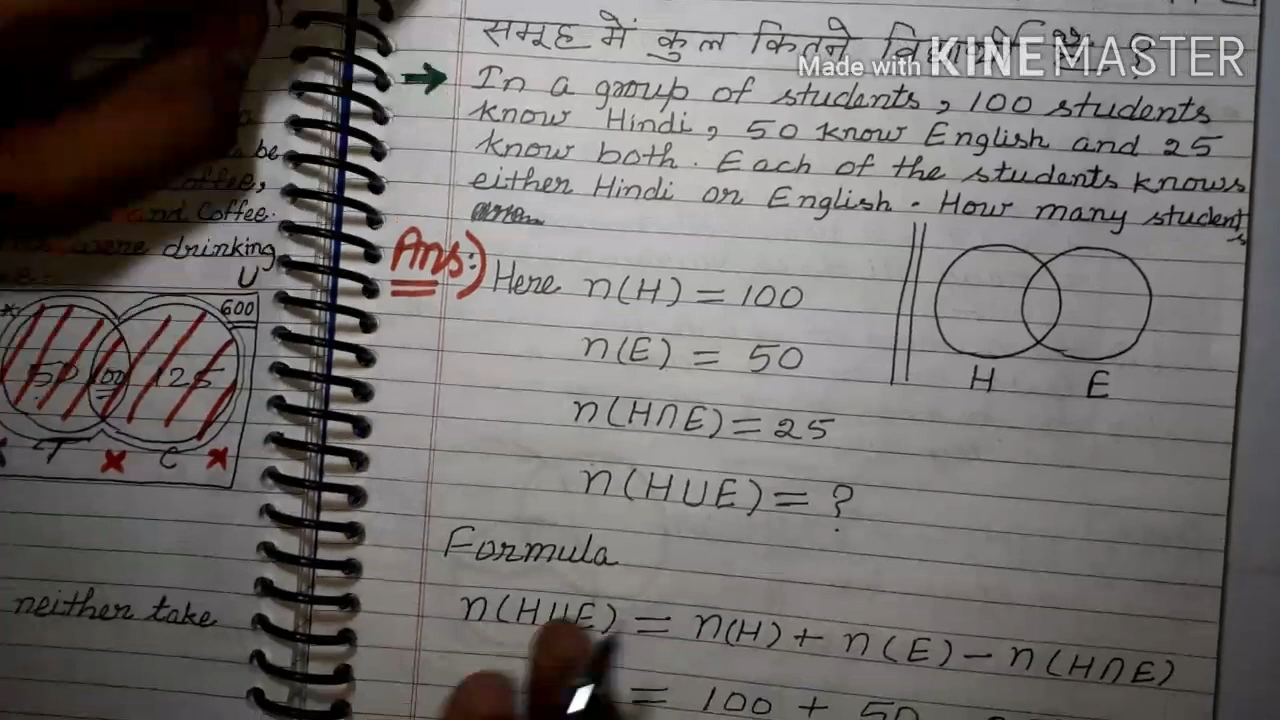 be
coffee,
and Coffee.
were drinking
U
600
50
125
T
C
neither take
समूह में कुल कितने
Made with KINEMASTER
In a group of students, 100 students
know Hindi, 50 know English and 25
know both. Each of the students knows
either Hindi or English. How many students
Ans:)
Here n(H) = 100
n(E) = 50
n(H∩E) = 25
n(H∪E) = ?
H E
Formula
n(H∪E) = n(H) + n(E) - n(H∩E)
= 100 + 50